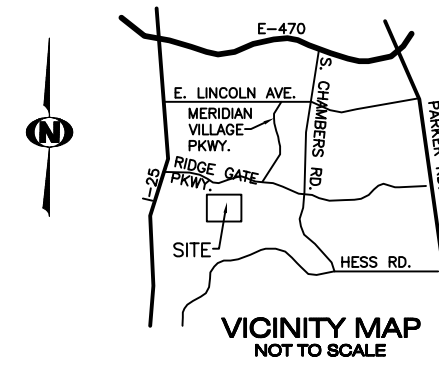 E-470
E. LINCOLN AVE.
MERIDIAN
VILLAGE
PKWY.
S. CHAMBERS RD.
PARKER
N
RIDGE GATE
PKWY.
I-25
SITE
HESS RD.
VICINITY MAP
NOT TO SCALE